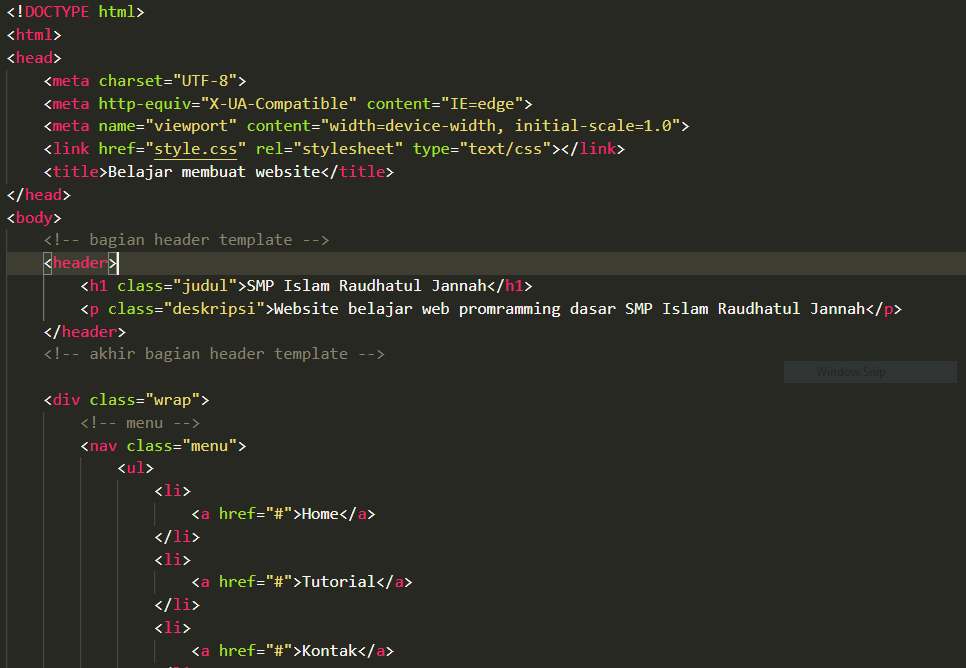 <!DOCTYPE html>
<html>
<head>
    <meta charset="UTF-8">
    <meta http-equiv="X-UA-Compatible" content="IE=edge">
    <meta name="viewport" content="width=device-width, initial-scale=1.0">
    <link href="style.css" rel="stylesheet" type="text/css"></link>
    <title>Belajar membuat website</title>
</head>
<body>
    <!-- bagian header template -->
    <header>
        <h1 class="judul">SMP Islam Raudhatul Jannah</h1>
        <p class="deskripsi">Website belajar web promramming dasar SMP Islam Raudhatul Jannah</p>
    </header>
    <!-- akhir bagian header template -->
Window Snip
    <div class="wrap">
        <!-- menu -->
        <nav class="menu">
            <ul>
                <li>
                    <a href="#">Home</a>
                </li>
                <li>
                    <a href="#">Tutorial</a>
                </li>
                <li>
                    <a href="#">Kontak</a>